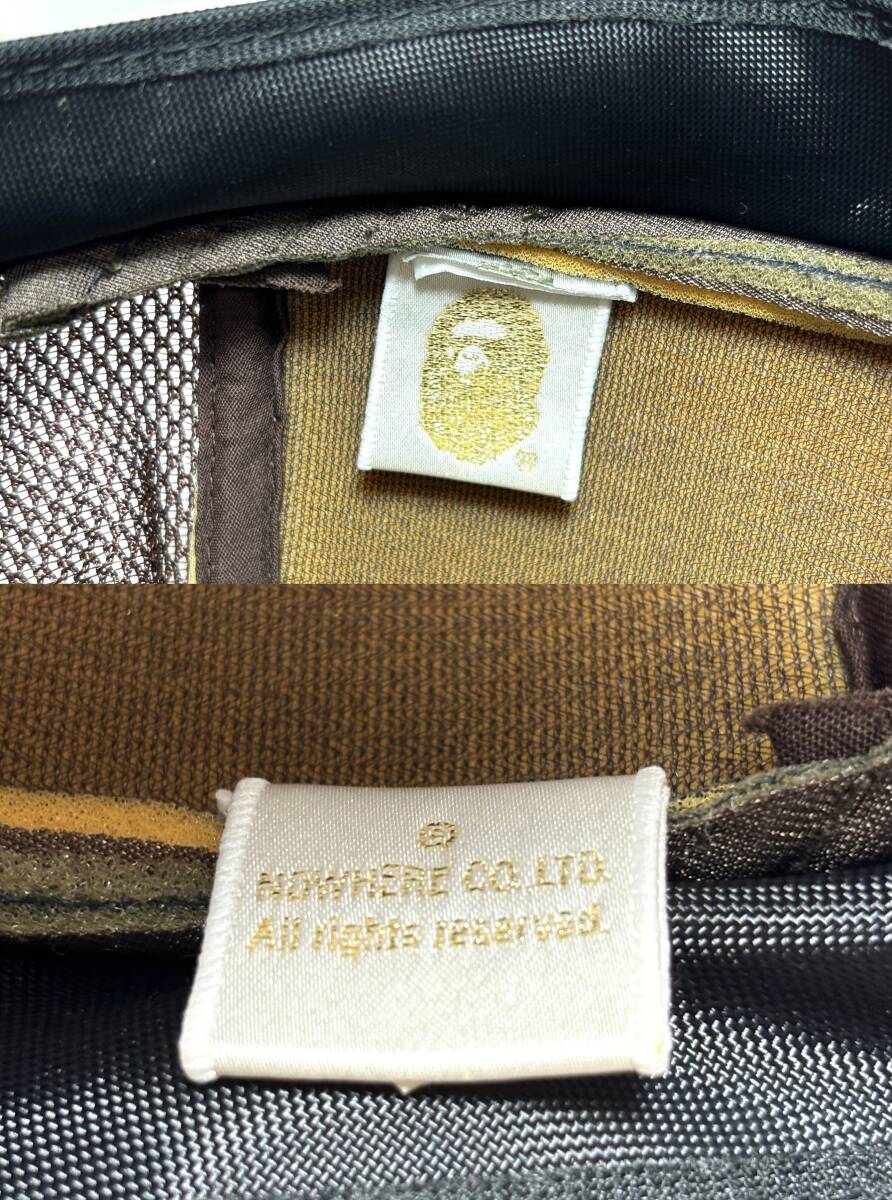 ®
®
NOWHERE CO.,LTD.
All rights reserved.